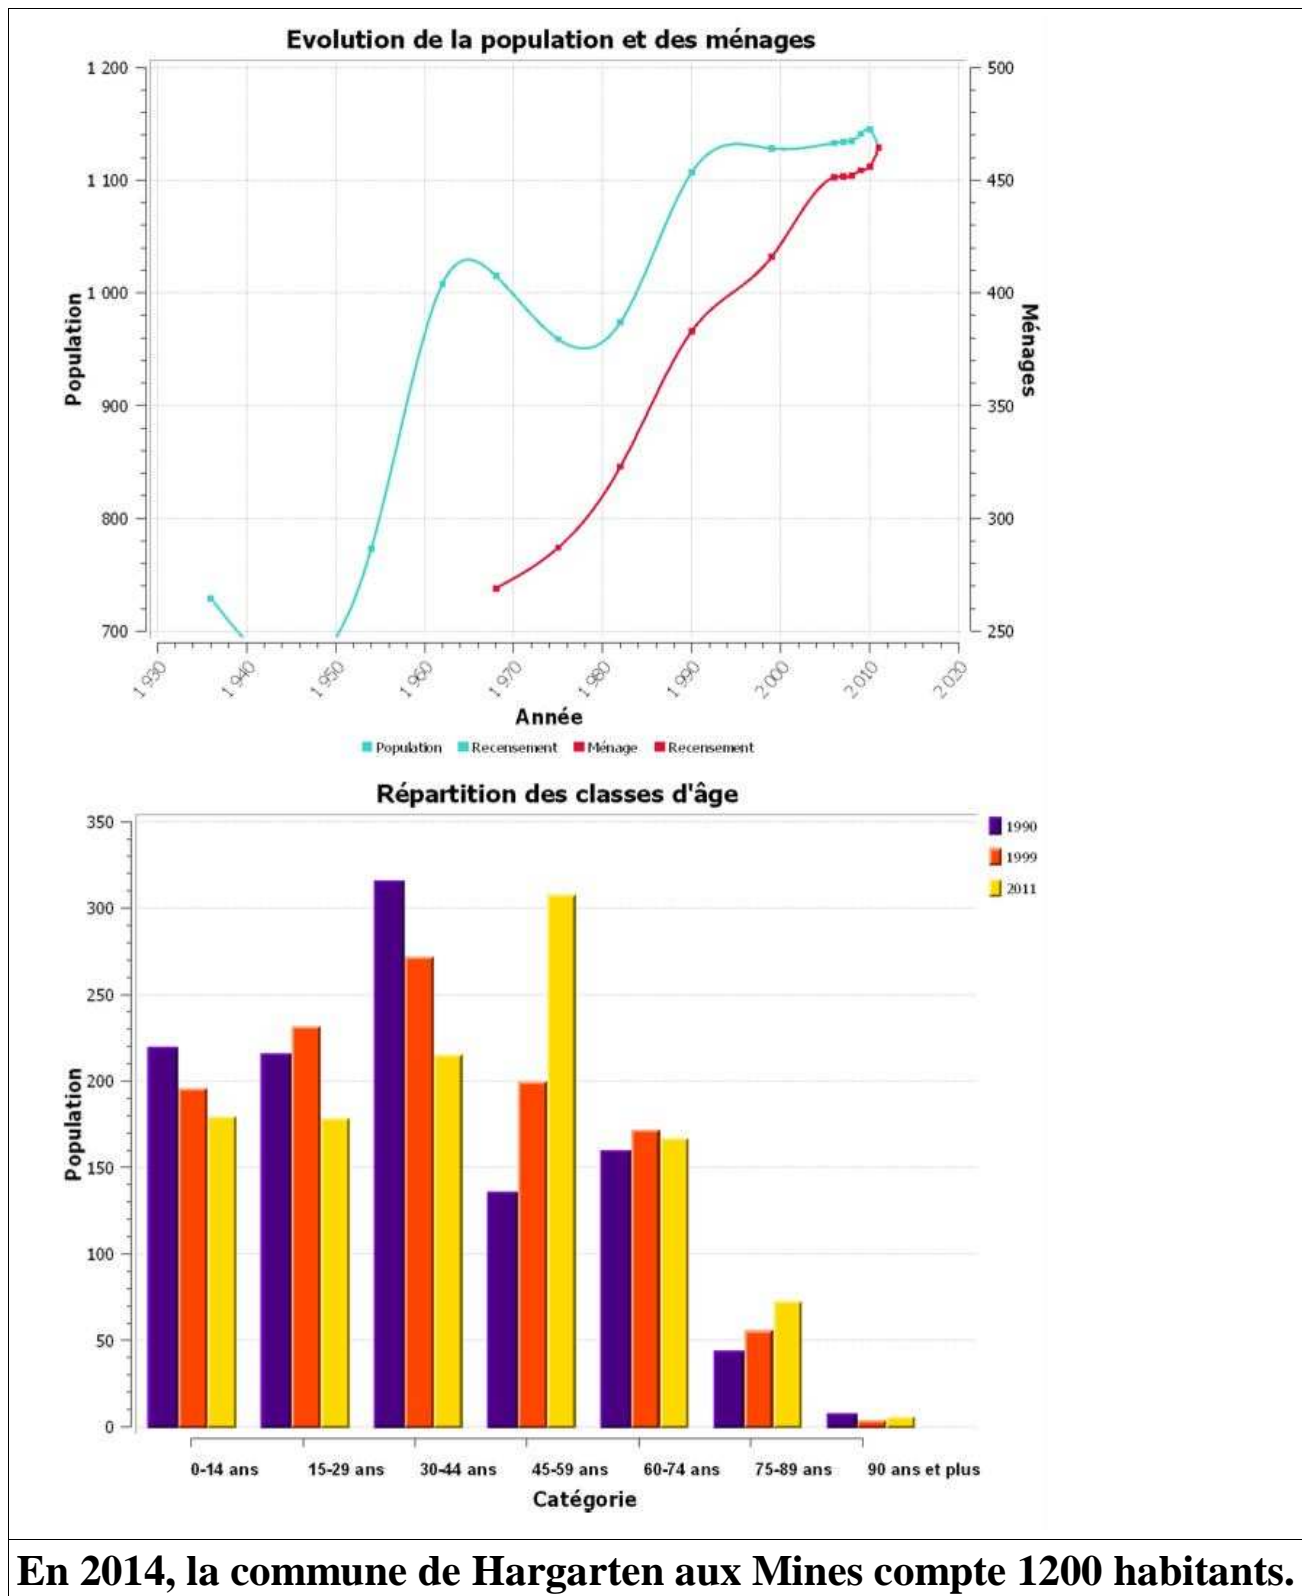 Evolution de la population et des ménages
1 200
1 100
1 000
900
800
700
Population
500
450
400
350
300
250
Ménages
1 930 1 940 1 950 1 960 1 970 1 980 1 990 2 000 2 010 2 020
Année
Population Recensement Ménage Recensement
Répartition des classes d'âge
350
300
250
200
150
100
50
0
Population
1990
1999
2011
0-14 ans 15-29 ans 30-44 ans 45-59 ans 60-74 ans 75-89 ans 90 ans et plus
Catégorie
En 2014, la commune de Hargarten aux Mines compte 1200 habitants.